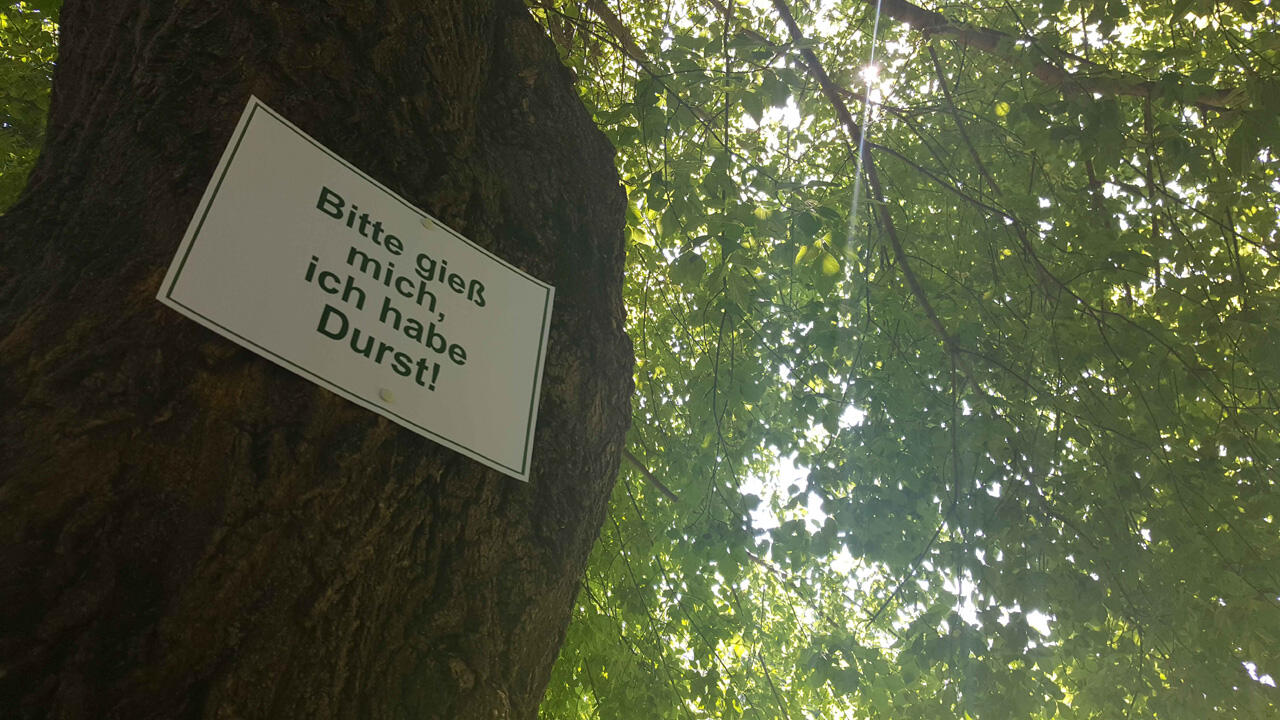 Bitte gieß
mich,
ich habe
Durst!